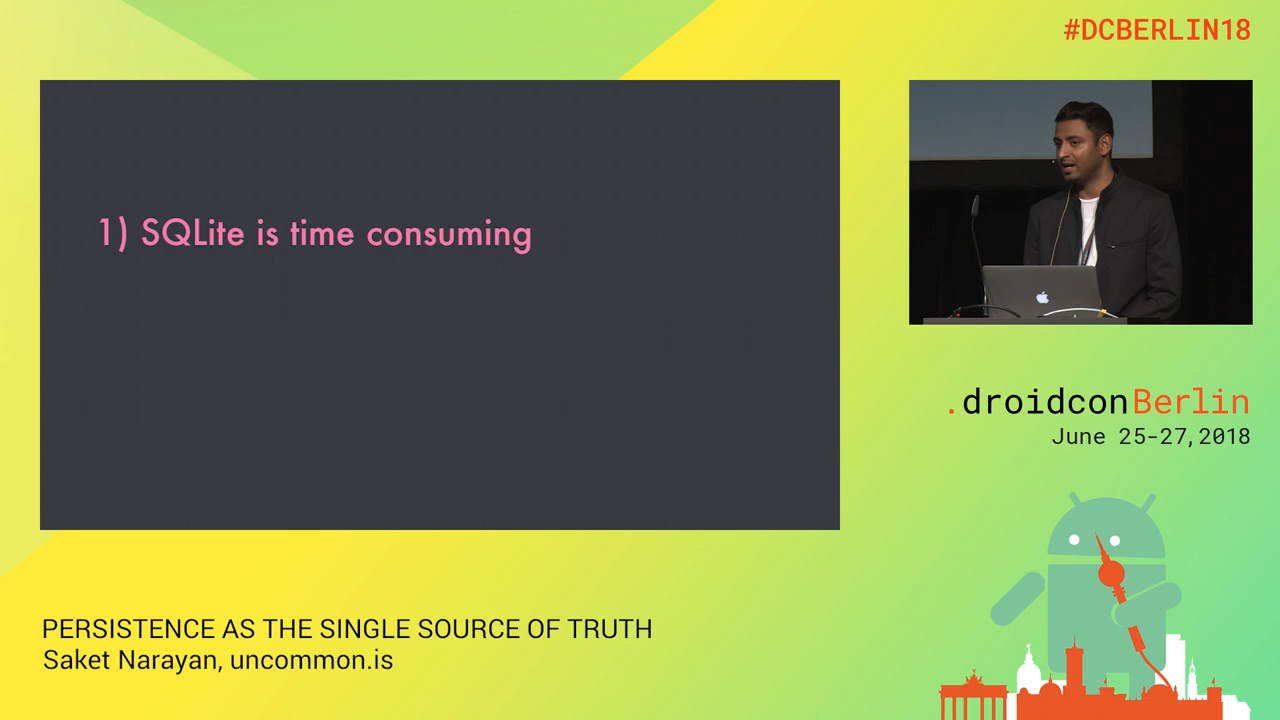 #DCBERLIN18
1) SQLite is time consuming
.droidconBerlin
June 25-27, 2018
PERSISTENCE AS THE SINGLE SOURCE OF TRUTH
Saket Narayan, uncommon.is